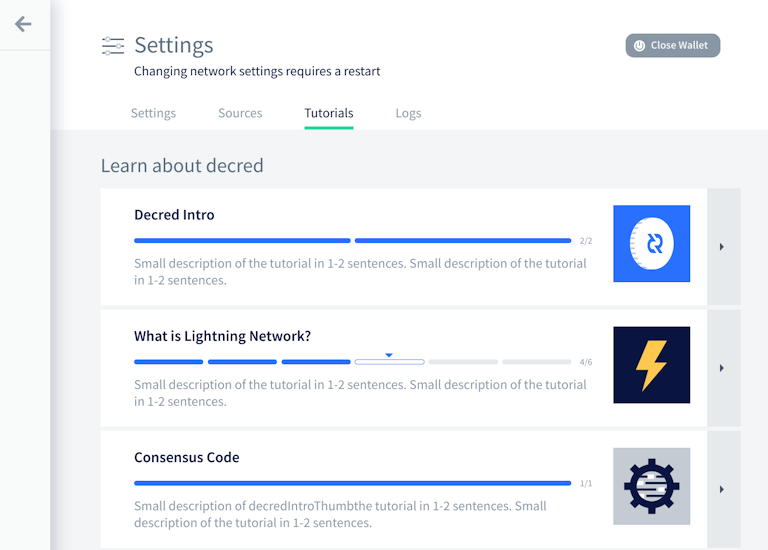 Settings
Close Wallet
Changing network settings requires a restart
Settings
Sources
Tutorials
Logs
Learn about decred
Decred Intro
2/2
Small description of the tutorial in 1-2 sentences. Small description of the tutorial
in 1-2 sentences.
What is Lightning Network?
4/6
Small description of the tutorial in 1-2 sentences. Small description of the tutorial
in 1-2 sentences.
Consensus Code
1/1
Small description of decredIntroThumbthe tutorial in 1-2 sentences. Small
description of the tutorial in 1-2 sentences.